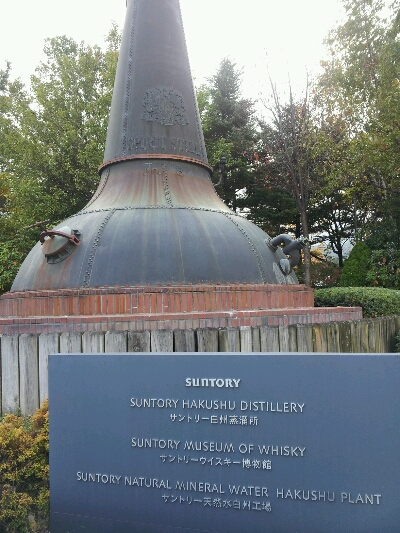 SUNTORY
SUNTORY HAKUSHU DISTILLERY
サントリー白州蒸溜所
SUNTORY MUSEUM OF WHISKY
サントリーウイスキー博物館
SUNTORY NATURAL MINERAL WATER HAKUSHU PLANT
サントリー天然水白州工場